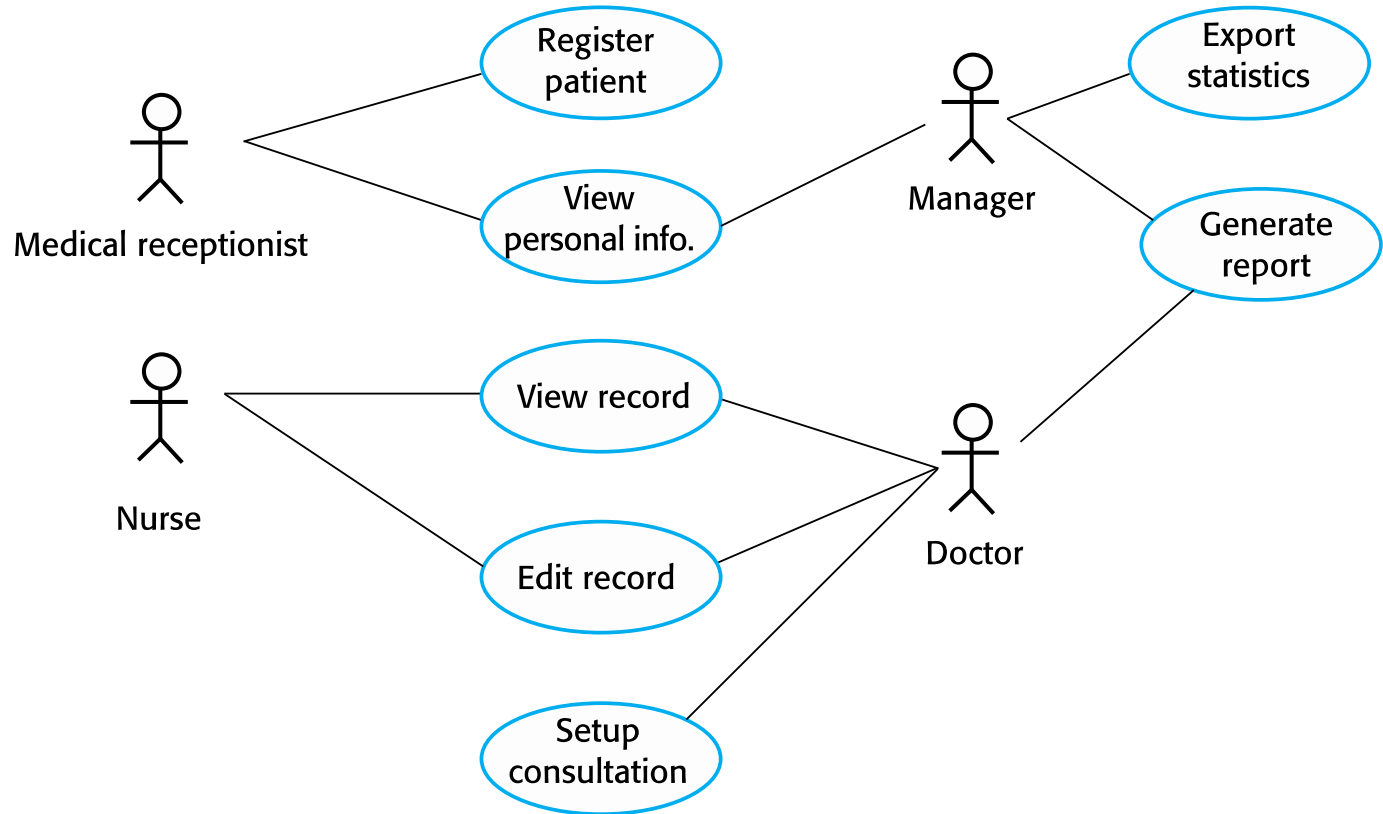 Register
patient
Export
statistics
Medical receptionist
View
personal info.
Manager
Generate
report
Nurse
View record
Edit record
Doctor
Setup
consultation